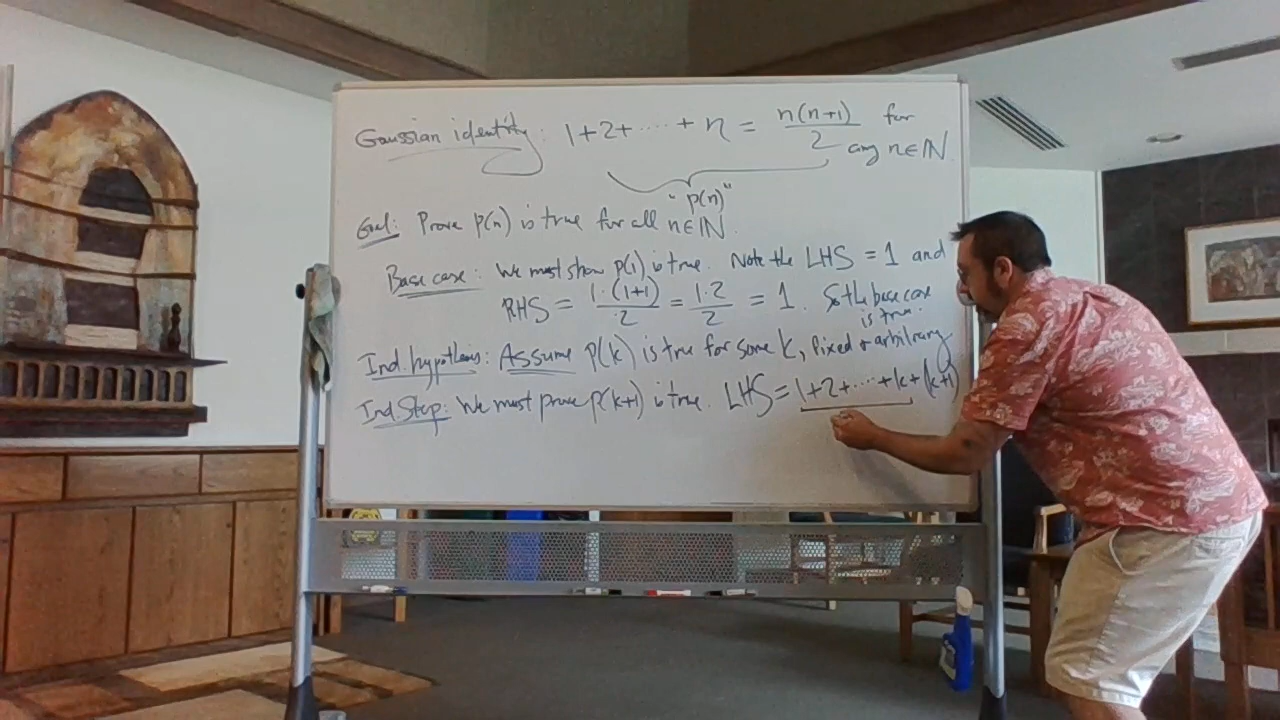 Gaussian identity: 1+2+ ····· + n = n(n+1)/2 for any n∈ℕ
"p(n)"
Goal: Prove p(n) is true for all n∈ℕ.
Base case: We must show p(1) is true. Note the LHS = 1 and
RHS = 1·(1+1)/2 = 1·2/2 = 1. So the base case is true.
Ind. hypothesis: Assume p(k) is true for some k, fixed + arbitrary
Ind Step: We must prove p(k+1) is true. LHS = 1+2+·····+k+(k+1)